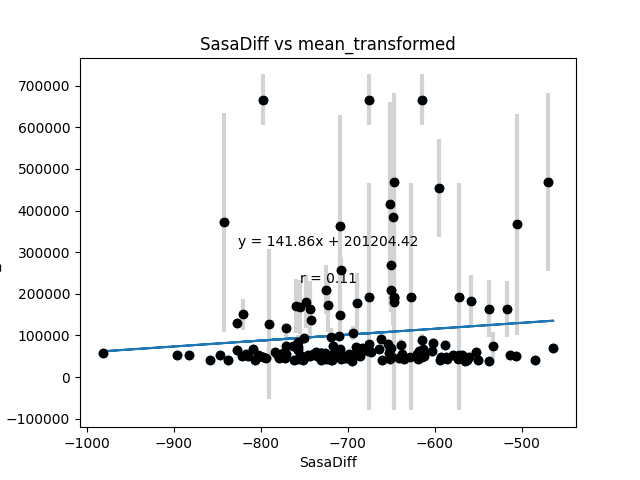 SasaDiff vs mean_transformed
700000
600000
500000
400000
300000
200000
100000
0
−100000
y = 141.86x + 201204.42
r = 0.11
−1000 −900 −800 −700 −600 −500
SasaDiff